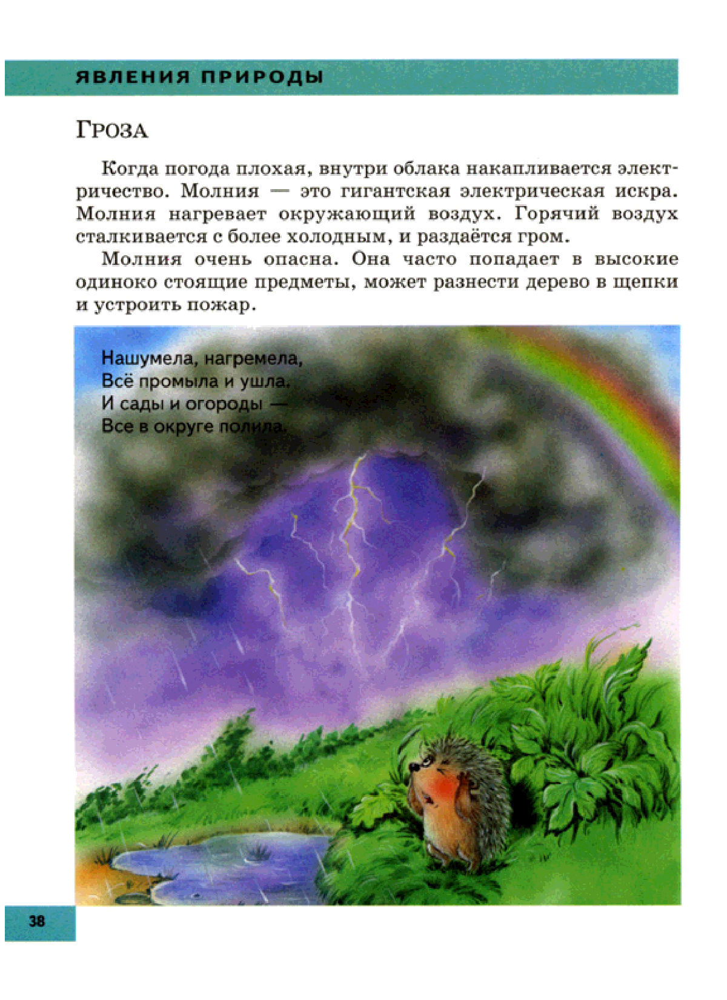 ЯВЛЕНИЯ ПРИРОДЫ
ГРОЗА
Когда погода плохая, внутри облака накапливается элект-
ричество. Молния — это гигантская электрическая искра.
Молния нагревает окружающий воздух. Горячий воздух
сталкивается с более холодным, и раздаётся гром.
Молния очень опасна. Она часто попадает в высокие
одиноко стоящие предметы, может разнести дерево в щепки
и устроить пожар.
Нашумела, нагремела,
Всё промыла и ушла.
И сады и огороды —
Все в округе полила.
38